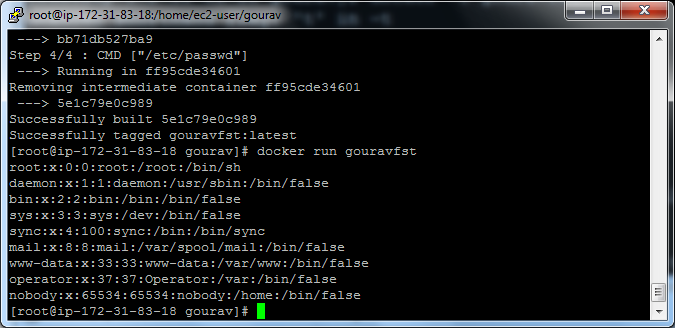 root@ip-172-31-83-18:/home/ec2-user/gourav
---> bb71db527ba9
Step 4/4 : CMD ["/etc/passwd"]
---> Running in ff95cde34601
Removing intermediate container ff95cde34601
---> 5e1c79e0c989
Successfully built 5e1c79e0c989
Successfully tagged gouravfst:latest
[root@ip-172-31-83-18 gourav]# docker run gouravfst
root:x:0:0:root:/root:/bin/sh
daemon:x:1:1:daemon:/usr/sbin:/bin/false
bin:x:2:2:bin:/bin:/bin/false
sys:x:3:3:sys:/dev:/bin/false
sync:x:4:100:sync:/bin:/bin/sync
mail:x:8:8:mail:/var/spool/mail:/bin/false
www-data:x:33:33:www-data:/var/www:/bin/false
operator:x:37:37:Operator:/var:/bin/false
nobody:x:65534:65534:nobody:/home:/bin/false
[root@ip-172-31-83-18 gourav]#